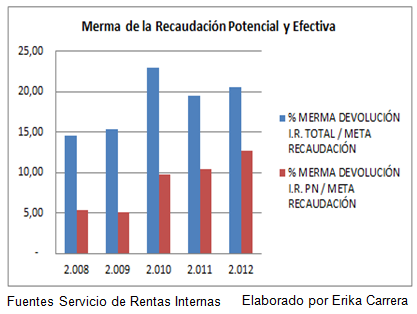 Merma de la Recaudación Potencial y Efectiva
25,00
20,00
15,00
10,00
5,00
-
2.008 2.009 2.010 2.011 2.012
% MERMA DEVOLUCIÓN
I.R. TOTAL / META
RECAUDACIÓN
% MERMA DEVOLUCIÓN
I.R. PN / META
RECAUDACIÓN
Fuentes Servicio de Rentas Internas Elaborado por Erika Carrera